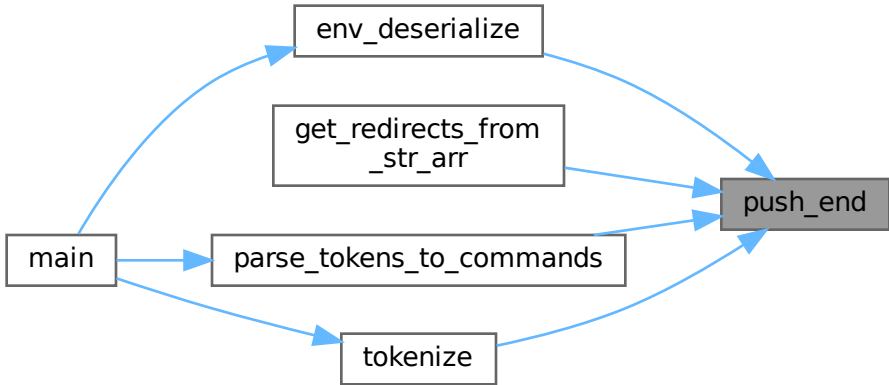 env_deserialize
get_redirects_from
_str_arr
push_end
main
parse_tokens_to_commands
tokenize